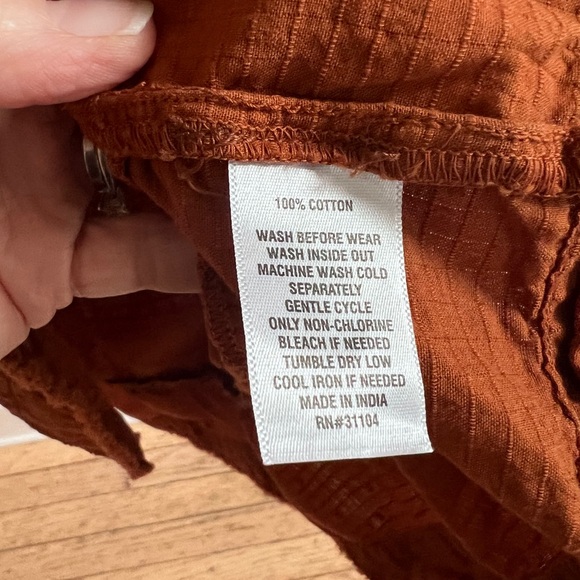 100% COTTON
WASH BEFORE WEAR
WASH INSIDE OUT
MACHINE WASH COLD
SEPARATELY
GENTLE CYCLE
ONLY NON-CHLORINE
BLEACH IF NEEDED
TUMBLE DRY LOW
COOL IRON IF NEEDED
MADE IN INDIA
RN#31104